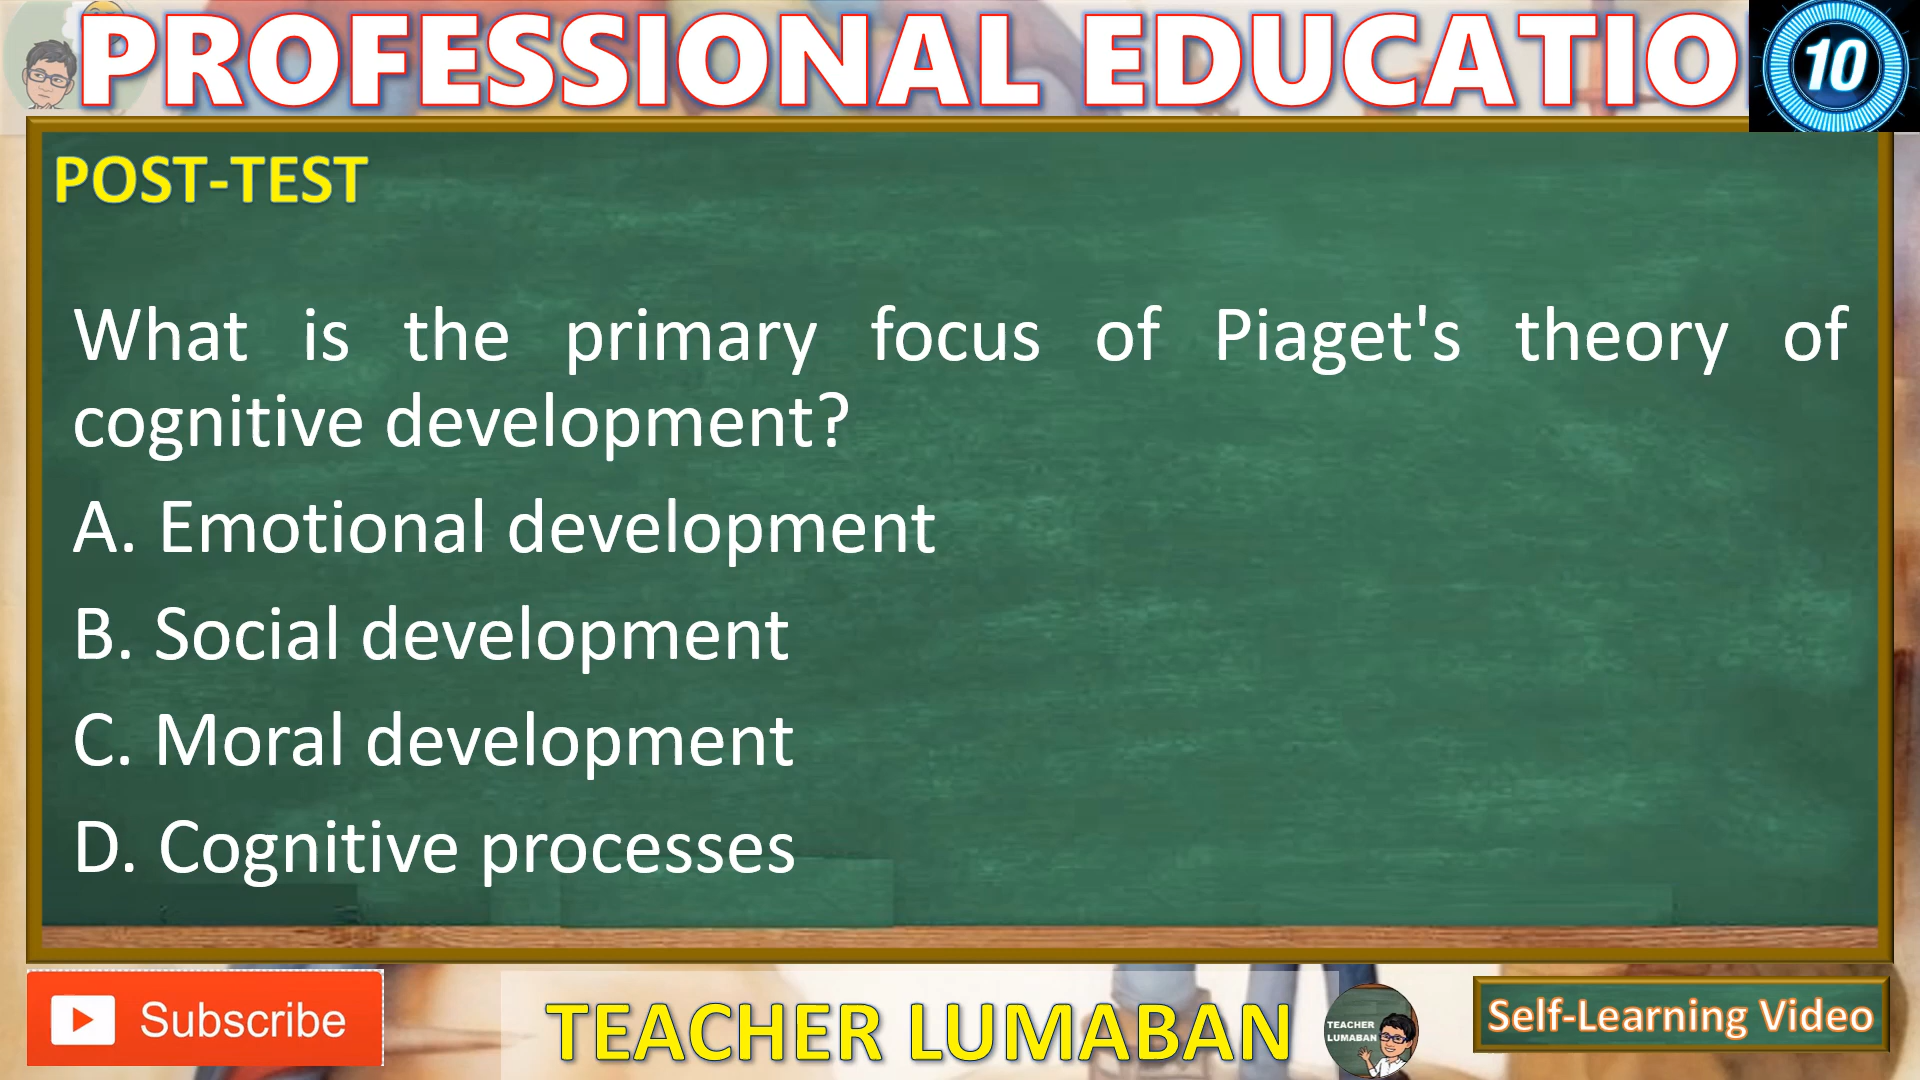 PROFESSIONAL EDUCATIO
10
POST-TEST
What is the primary focus of Piaget's theory of
cognitive development?
A. Emotional development
B. Social development
C. Moral development
D. Cognitive processes
Subscribe
TEACHER LUMABAN
TEACHER
LUMABAN
Self-Learning Video